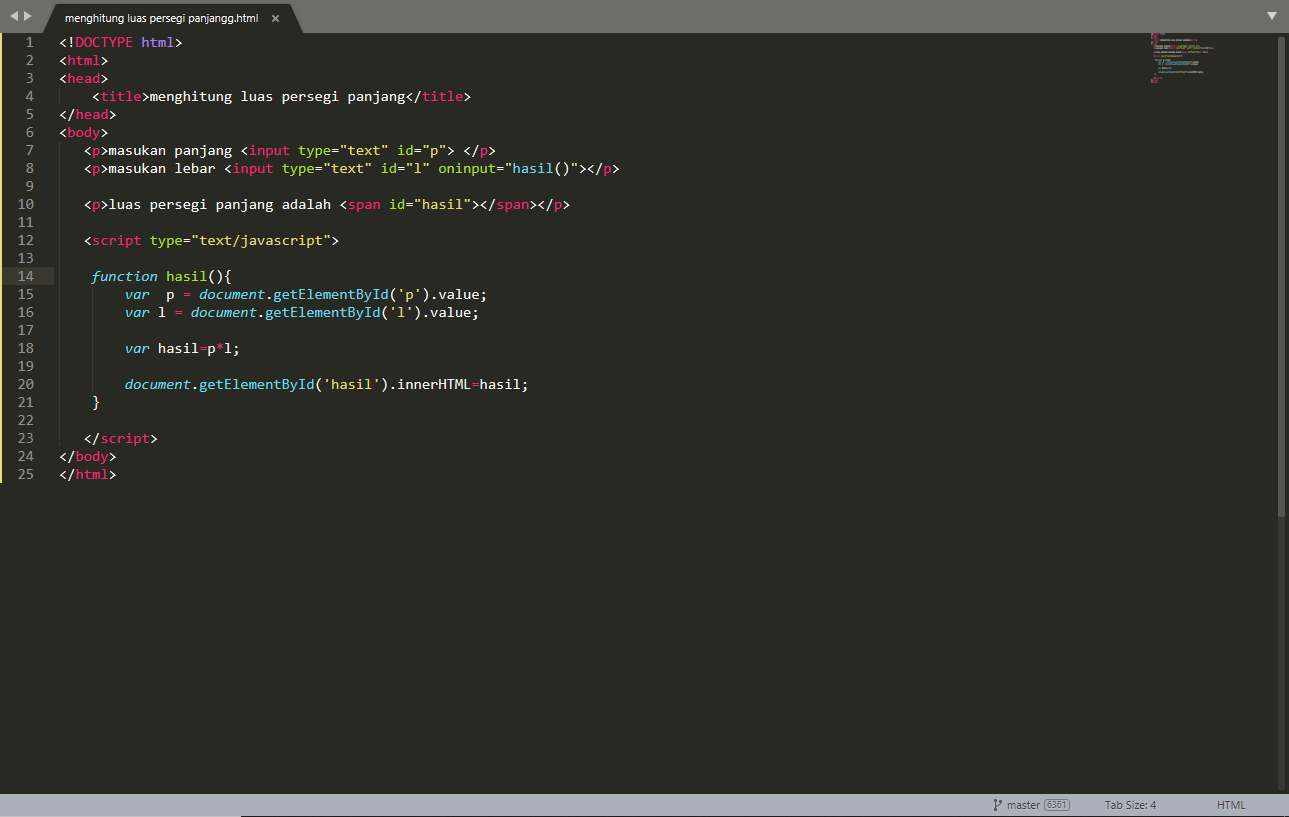 menghitung luas persegi panjangg.html ×
1 <!DOCTYPE html>
2 <html>
3 <head>
4     <title>menghitung luas persegi panjang</title>
5 </head>
6 <body>
7    <p>masukan panjang <input type="text" id="p"> </p>
8    <p>masukan lebar <input type="text" id="l" oninput="hasil()"></p>
9
10    <p>luas persegi panjang adalah <span id="hasil"></span></p>
11
12    <script type="text/javascript">
13
14     function hasil(){
15         var  p = document.getElementById('p').value;
16         var l = document.getElementById('l').value;
17
18         var hasil=p*l;
19
20         document.getElementById('hasil').innerHTML=hasil;
21     }
22
23    </script>
24 </body>
25 </html>
master 6361 Tab Size: 4 HTML